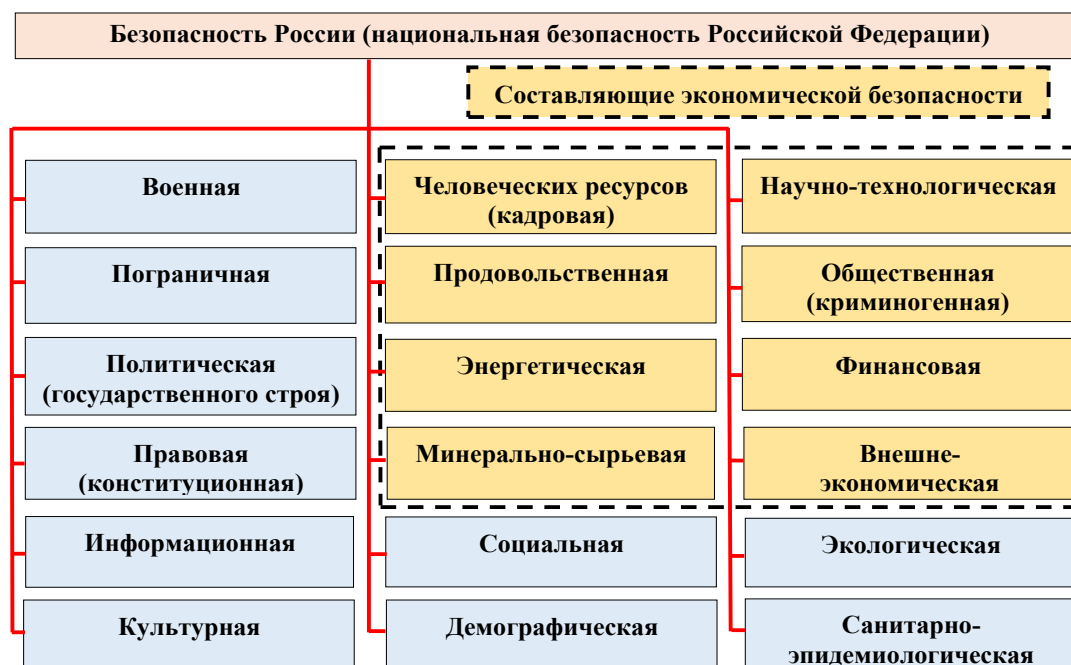 Безопасность России (национальная безопасность Российской Федерации)
Составляющие экономической безопасности
Военная
Пограничная
Политическая
(государственного строя)
Правовая
(конституционная)
Информационная
Культурная
Человеческих ресурсов
(кадровая)
Продовольственная
Энергетическая
Минерально-сырьевая
Социальная
Демографическая
Научно-технологическая
Общественная
(криминогенная)
Финансовая
Внешне-
экономическая
Экологическая
Санитарно-
эпидемиологическая